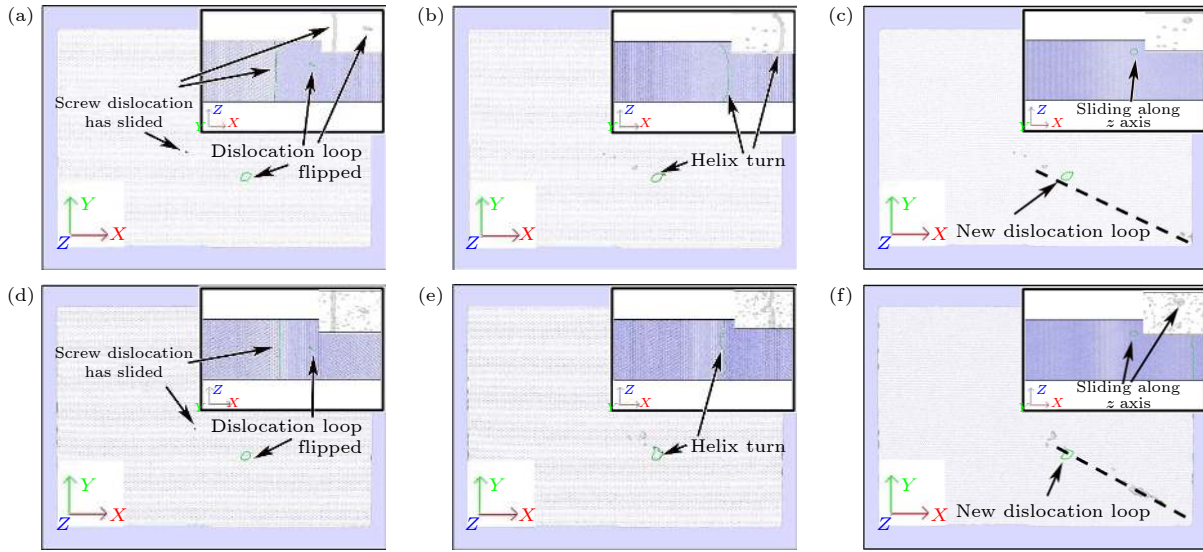 (a)
Z
Y X
Screw dislocation
has slided
Dislocation loop
flipped
Y
Z X
(b)
Z
X
Helix turn
Y
Z X
(c)
Z
Y X
Sliding along
z axis
New dislocation loop
Y
Z X
(d)
Z
Y X
Screw dislocation
has slided
Dislocation loop
flipped
Y
Z X
(e)
Z
Y X
Helix turn
Y
Z X
(f)
Z
Y X
Sliding along
z axis
New dislocation loop
Y
Z X